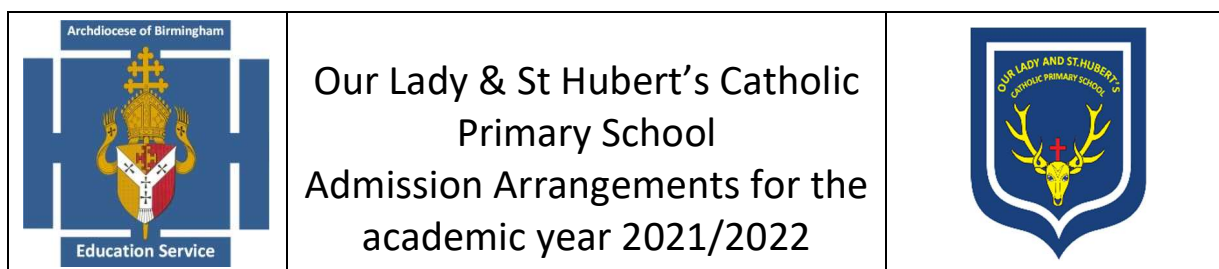 Archdiocese of Birmingham
Education Service
Our Lady & St Hubert’s Catholic
Primary School
Admission Arrangements for the
academic year 2021/2022
OUR LADY AND ST.HUBERT'S
CATHOLIC PRIMARY SCHOOL